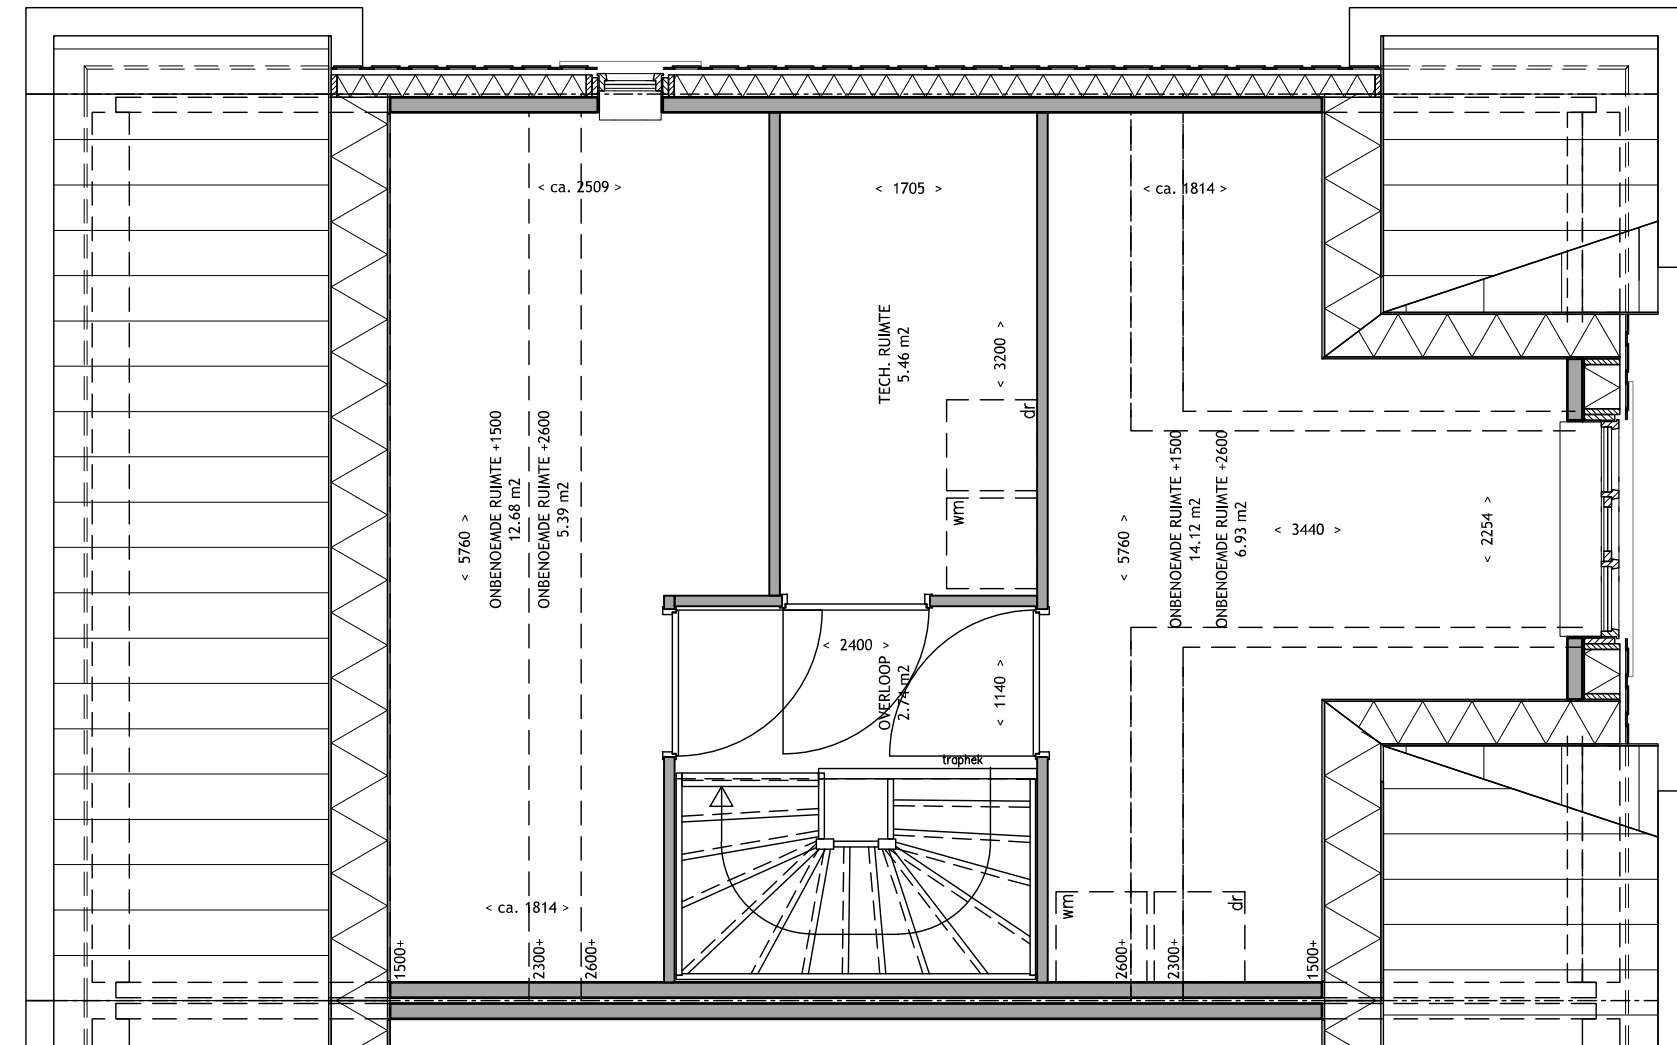 < ca. 2509 >
< 1705 >
< ca. 1814 >
TECH. RUIMTE
5.46 m2
< 3200 >
dr
wm
< 5760 >
ONBENOEMDE RUIMTE +1500
12.68 m2
ONBENOEMDE RUIMTE +2600
5.39 m2
< 5760 >
ONBENOEMDE RUIMTE +1500
14.12 m2
ONBENOEMDE RUIMTE +2600
6.93 m2
< 3440 >
< 2254 >
< 2400 >
OVERLOOP
2.74 m2
< 1140 >
traphek
< ca. 1814 >
wm
dr
1500+
2300+
2600+
2600+
2300+
1500+